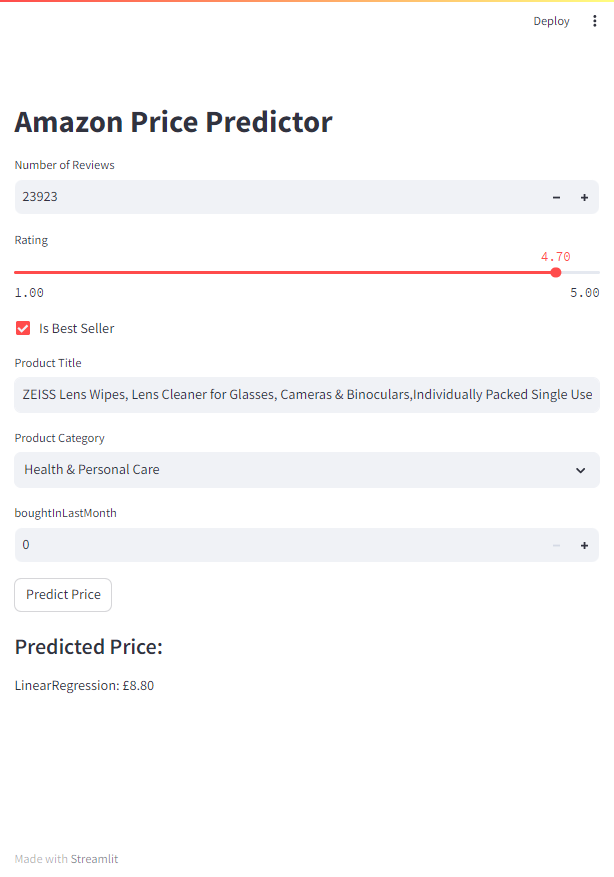 Deploy
Amazon Price Predictor
Number of Reviews
23923
Rating
4.70
1.00 5.00
Is Best Seller
Product Title
ZEISS Lens Wipes, Lens Cleaner for Glasses, Cameras & Binoculars,Individually Packed Single Use
Product Category
Health & Personal Care
boughtInLastMonth
0
Predict Price
Predicted Price:
LinearRegression: £8.80
Made with Streamlit